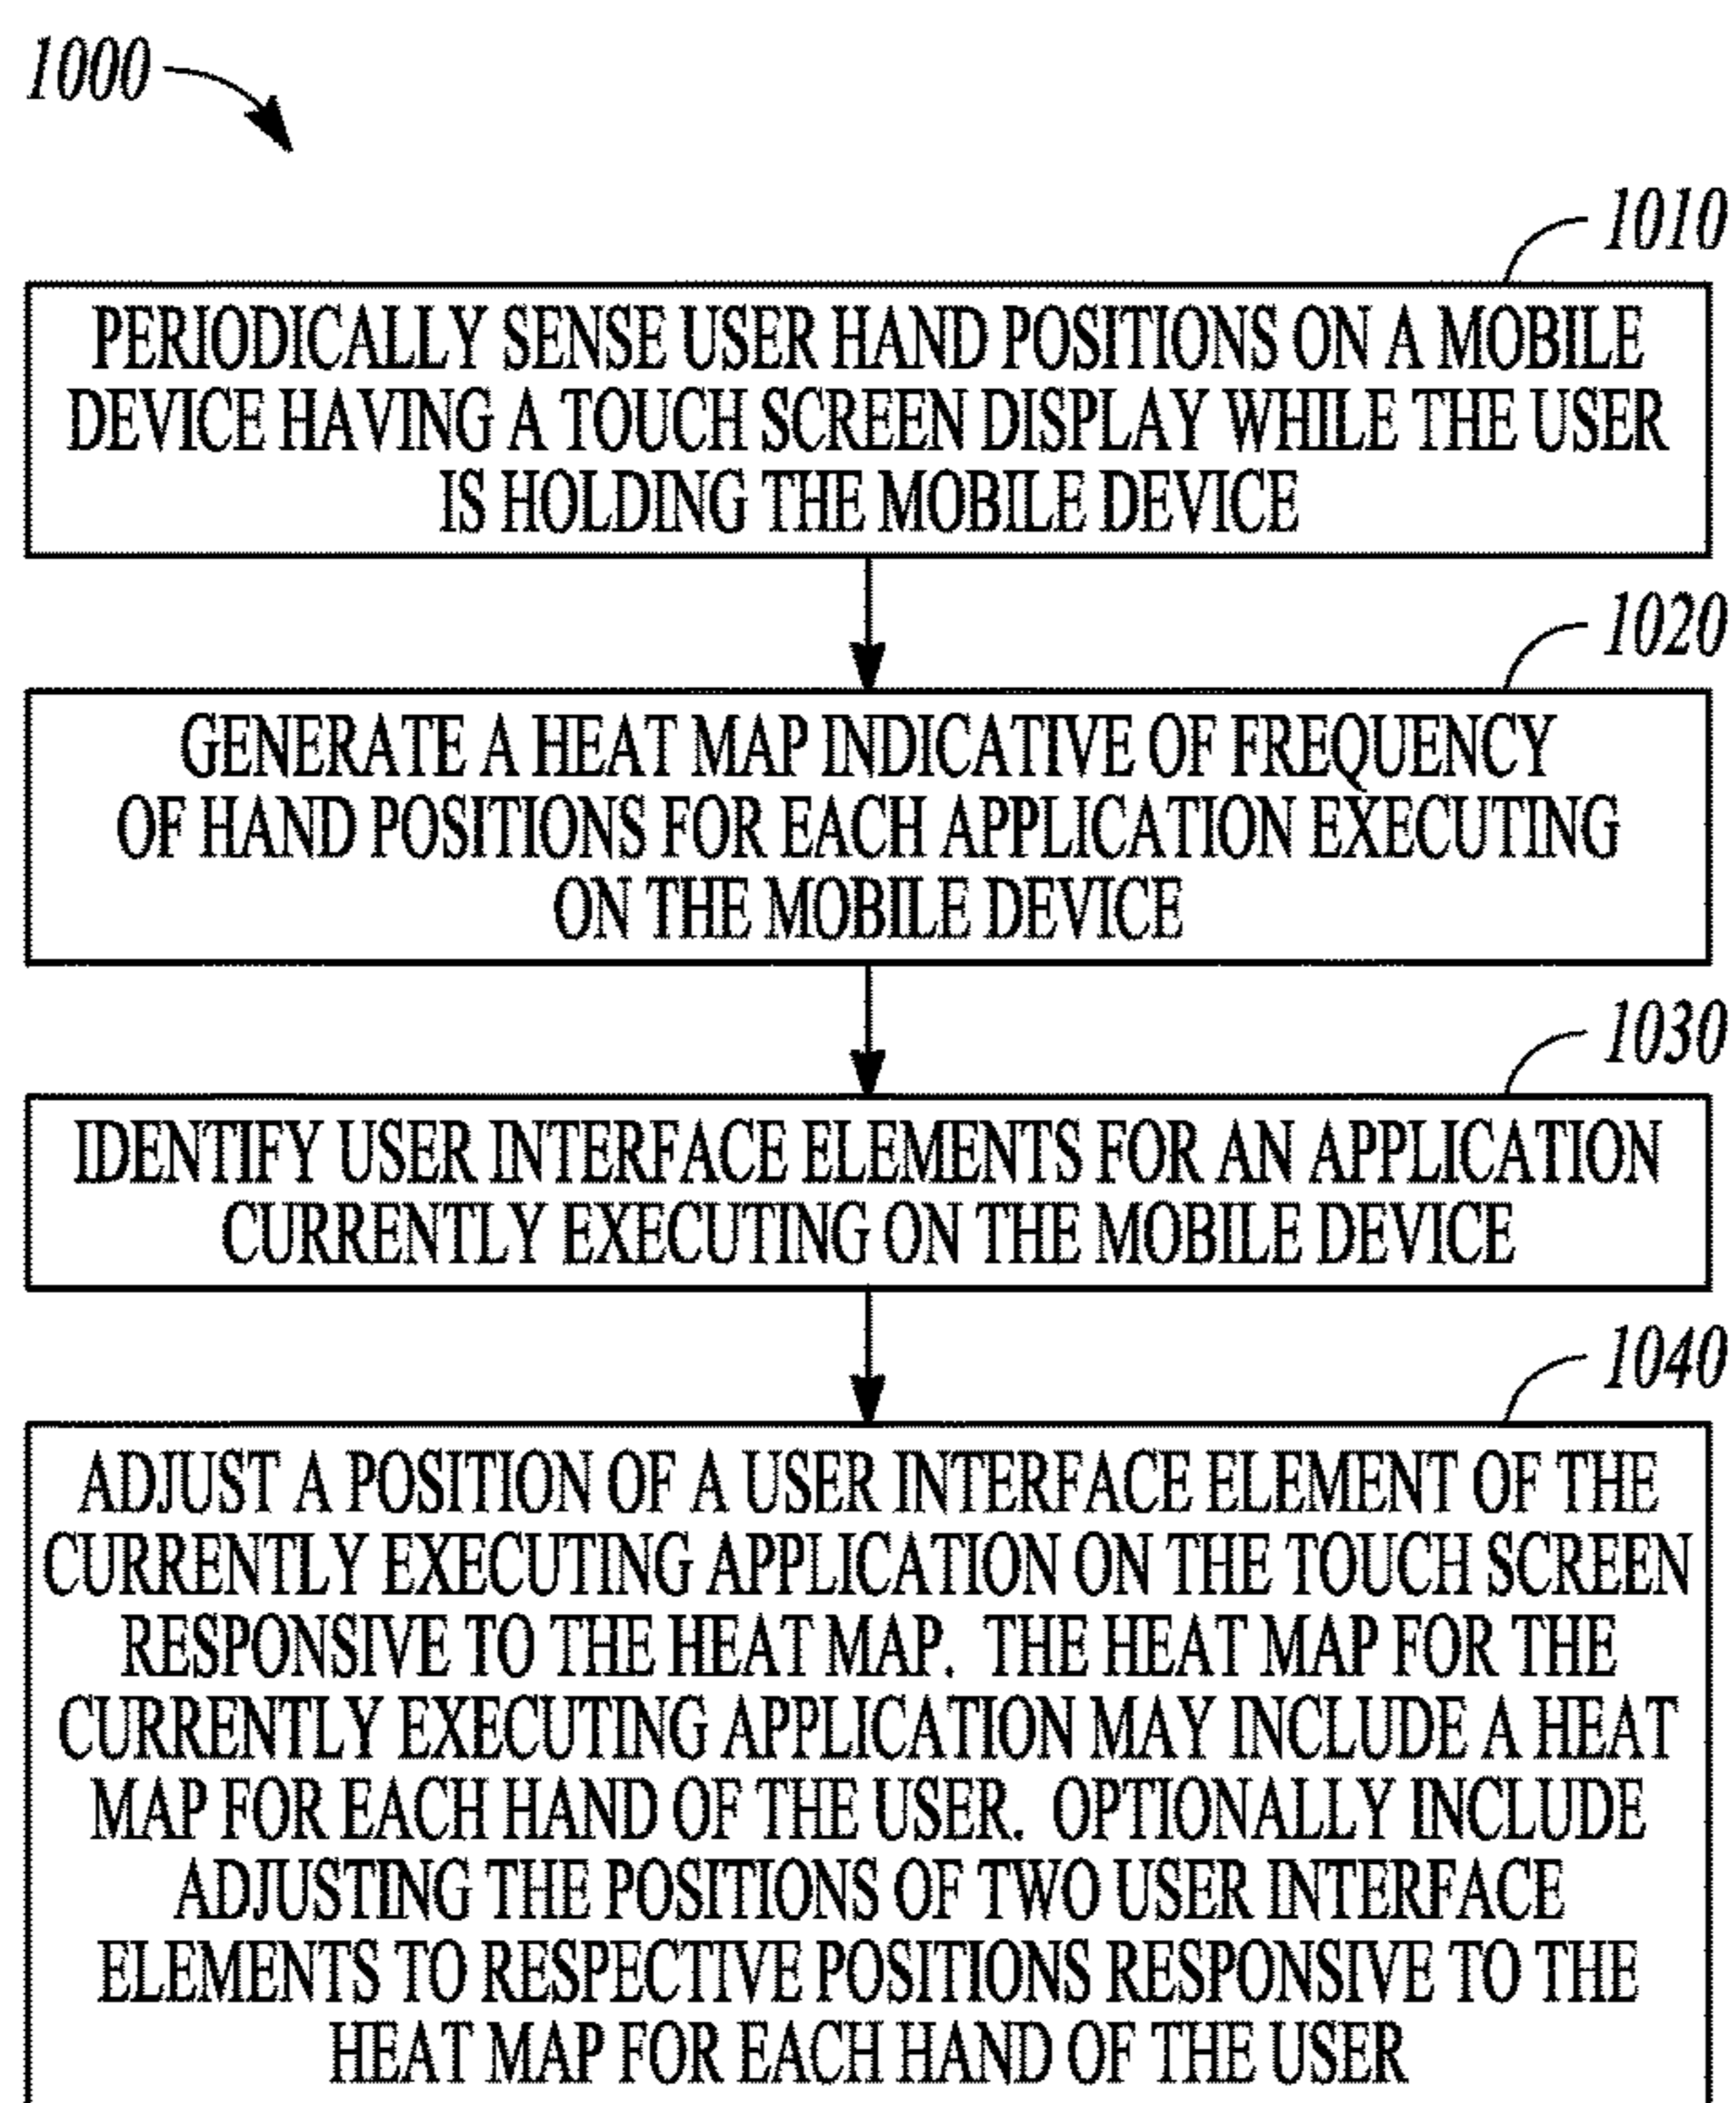 1000
1010
PERIODICALLY SENSE USER HAND POSITIONS ON A MOBILE
DEVICE HAVING A TOUCH SCREEN DISPLAY WHILE THE USER
IS HOLDING THE MOBILE DEVICE
1020
GENERATE A HEAT MAP INDICATIVE OF FREQUENCY
OF HAND POSITIONS FOR EACH APPLICATION EXECUTING
ON THE MOBILE DEVICE
1030
IDENTIFY USER INTERFACE ELEMENTS FOR AN APPLICATION
CURRENTLY EXECUTING ON THE MOBILE DEVICE
1040
ADJUST A POSITION OF A USER INTERFACE ELEMENT OF THE
CURRENTLY EXECUTING APPLICATION ON THE TOUCH SCREEN
RESPONSIVE TO THE HEAT MAP. THE HEAT MAP FOR THE
CURRENTLY EXECUTING APPLICATION MAY INCLUDE A HEAT
MAP FOR EACH HAND OF THE USER. OPTIONALLY INCLUDE
ADJUSTING THE POSITIONS OF TWO USER INTERFACE
ELEMENTS TO RESPECTIVE POSITIONS RESPONSIVE TO THE
HEAT MAP FOR EACH HAND OF THE USER